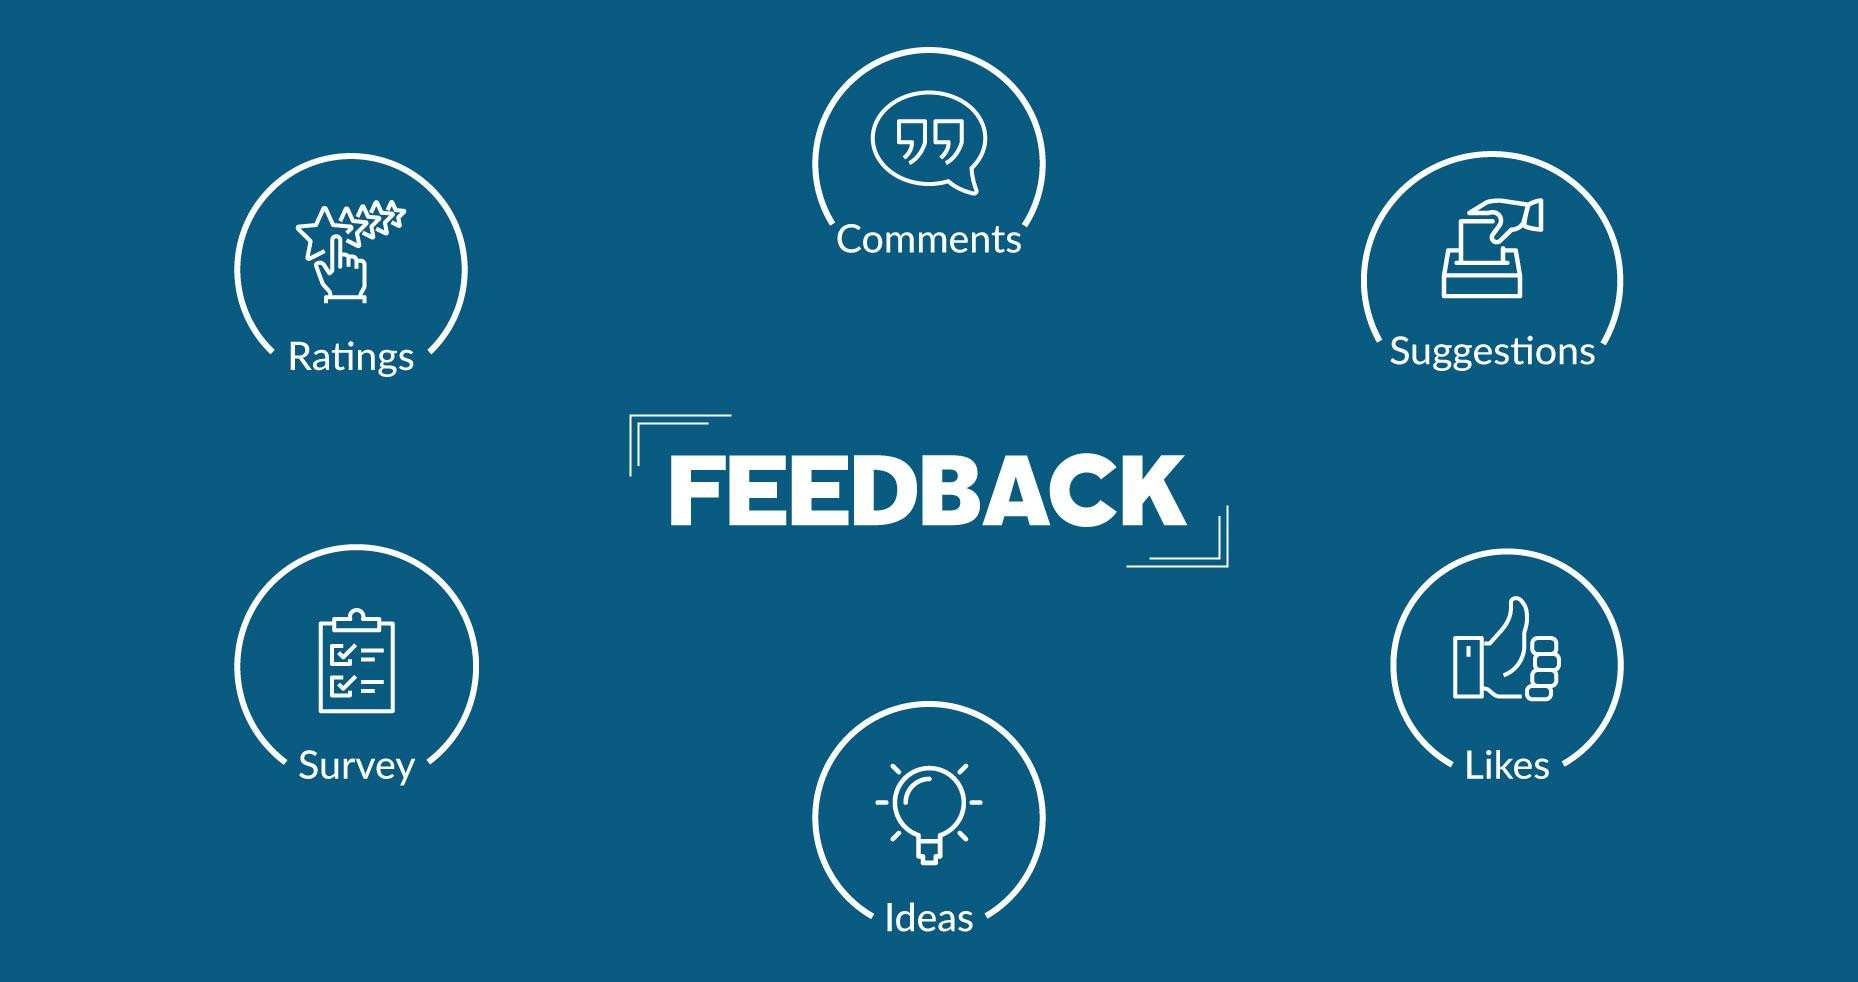 Comments
Ratings
Suggestions
FEEDBACK
Survey
Likes
Ideas